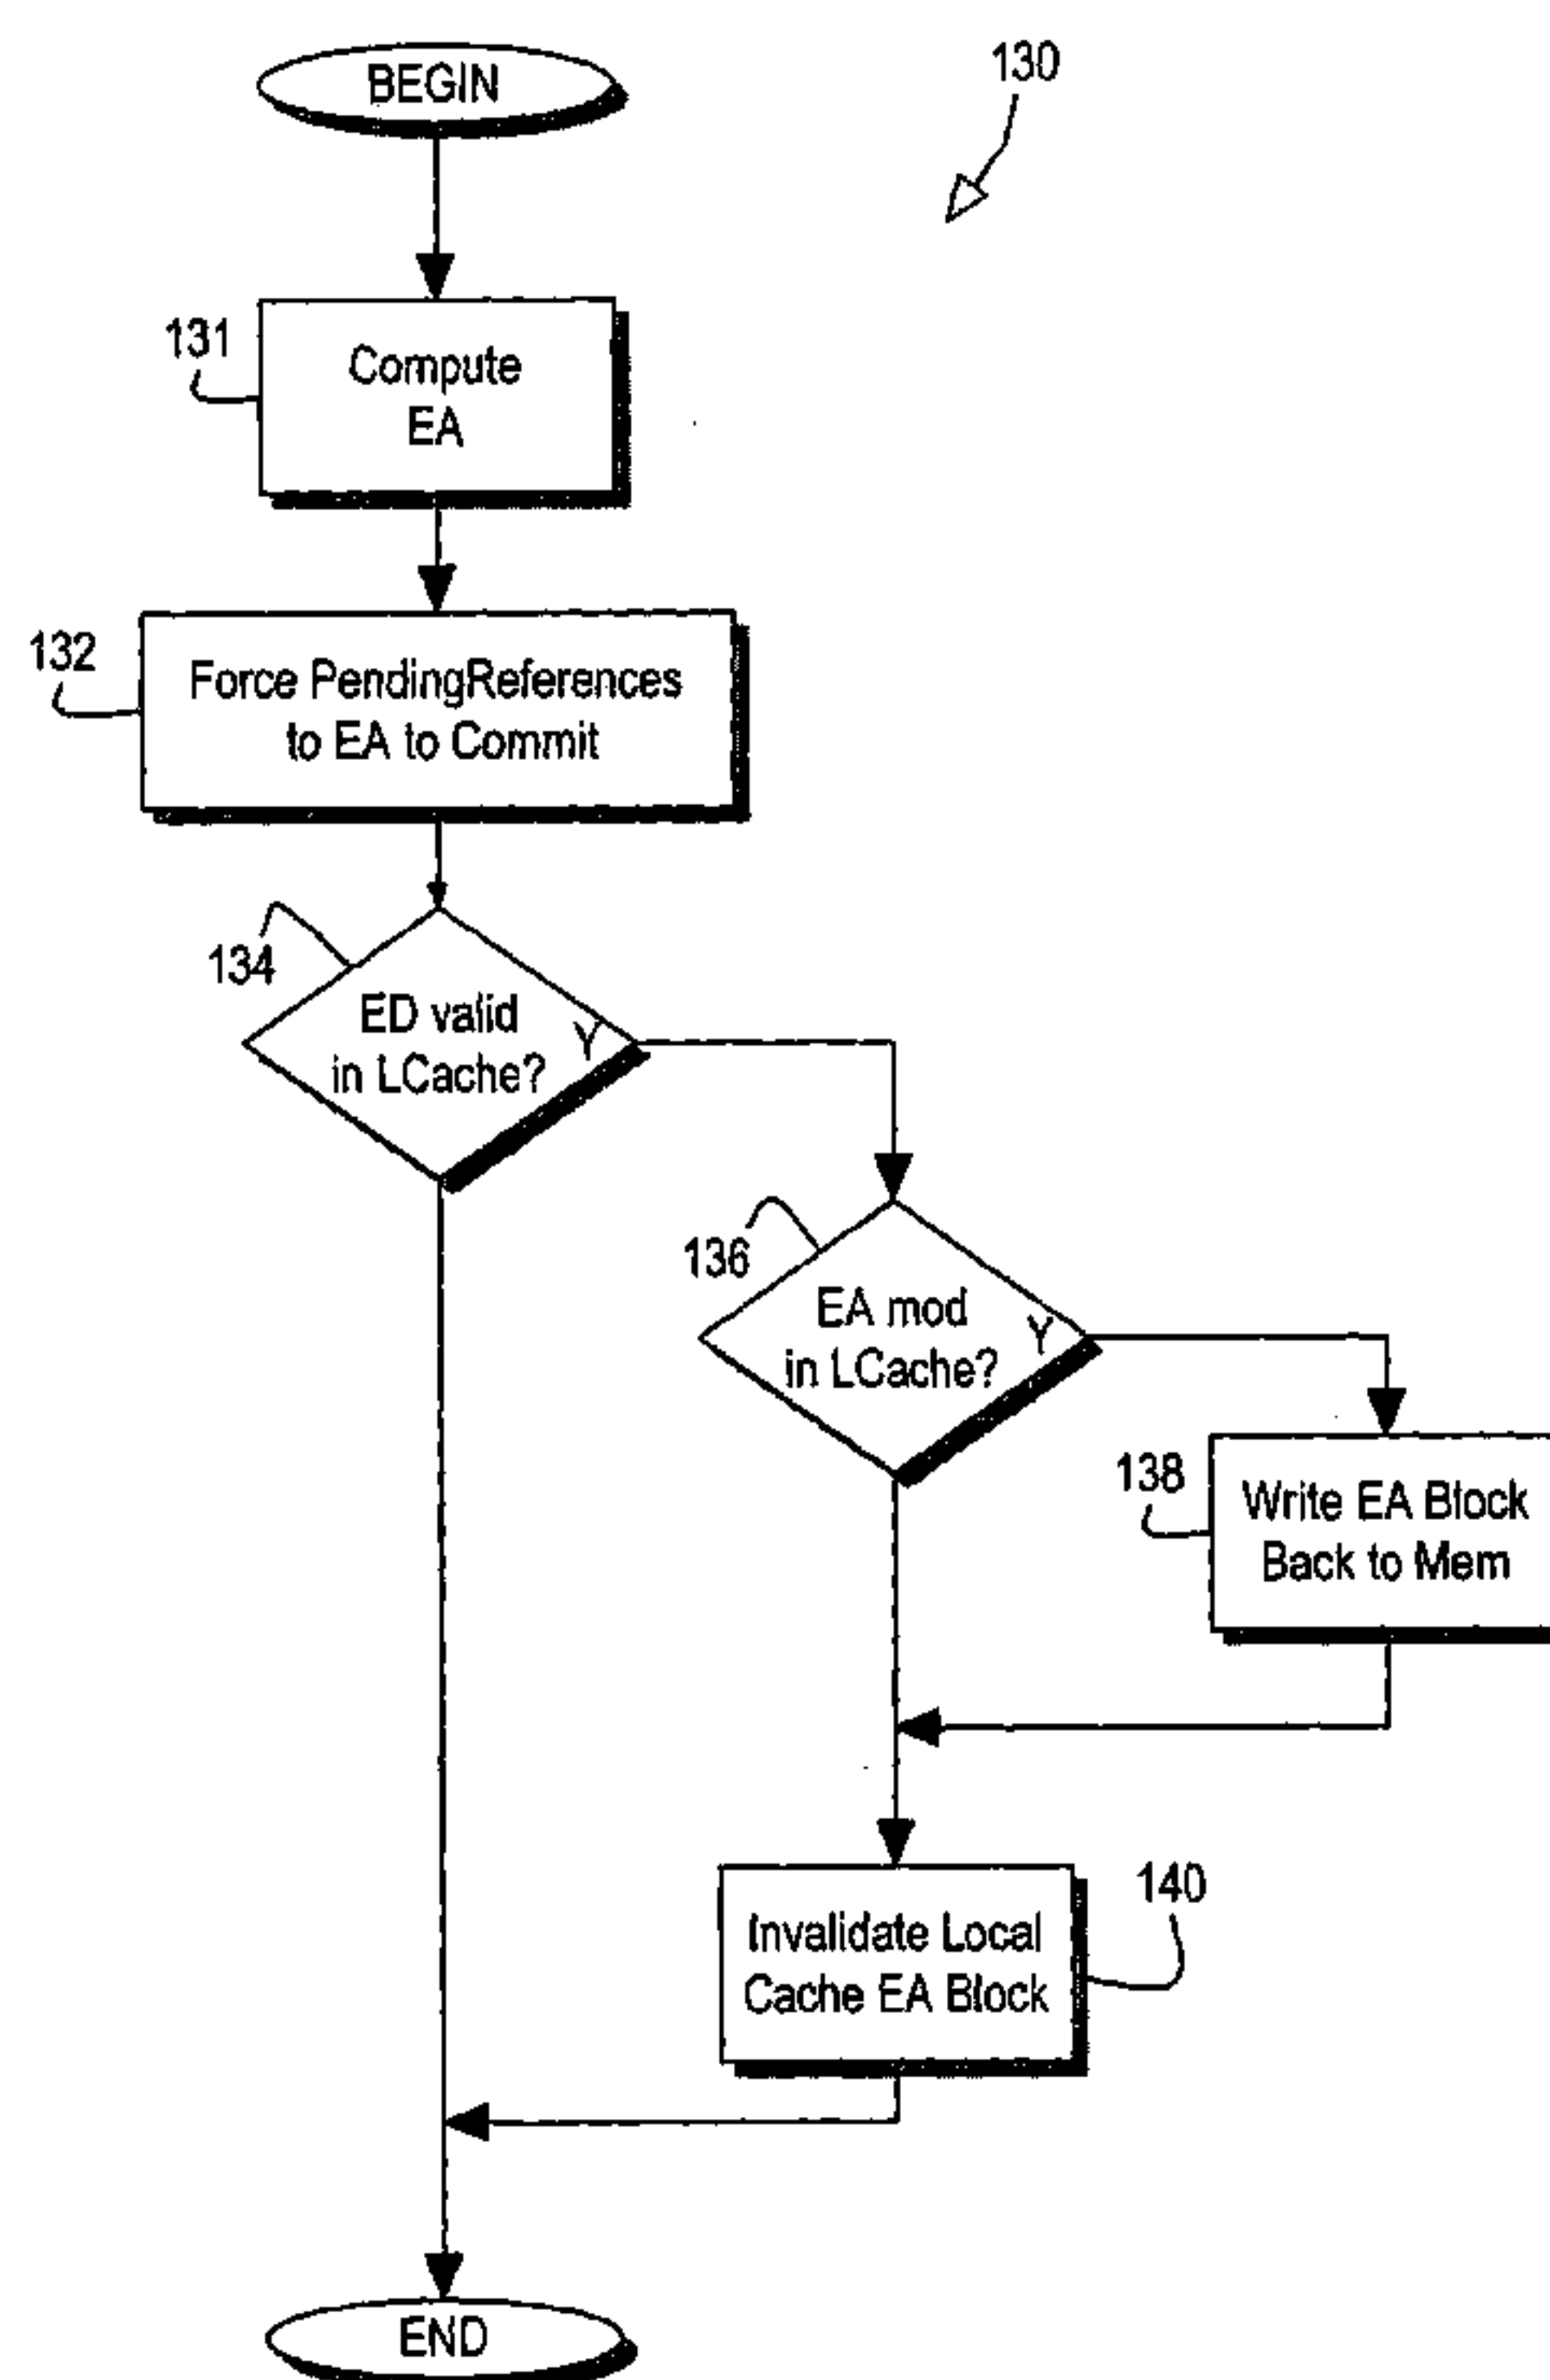 BEGIN
130
131
Compute
EA
132
Force PendingReferences
to EA to Commit
134
ED valid
in LCache?
Y
136
EA mod
in LCache?
Y
138
Write EA Block
Back to Mem
140
Invalidate Local
Cache EA Block
END